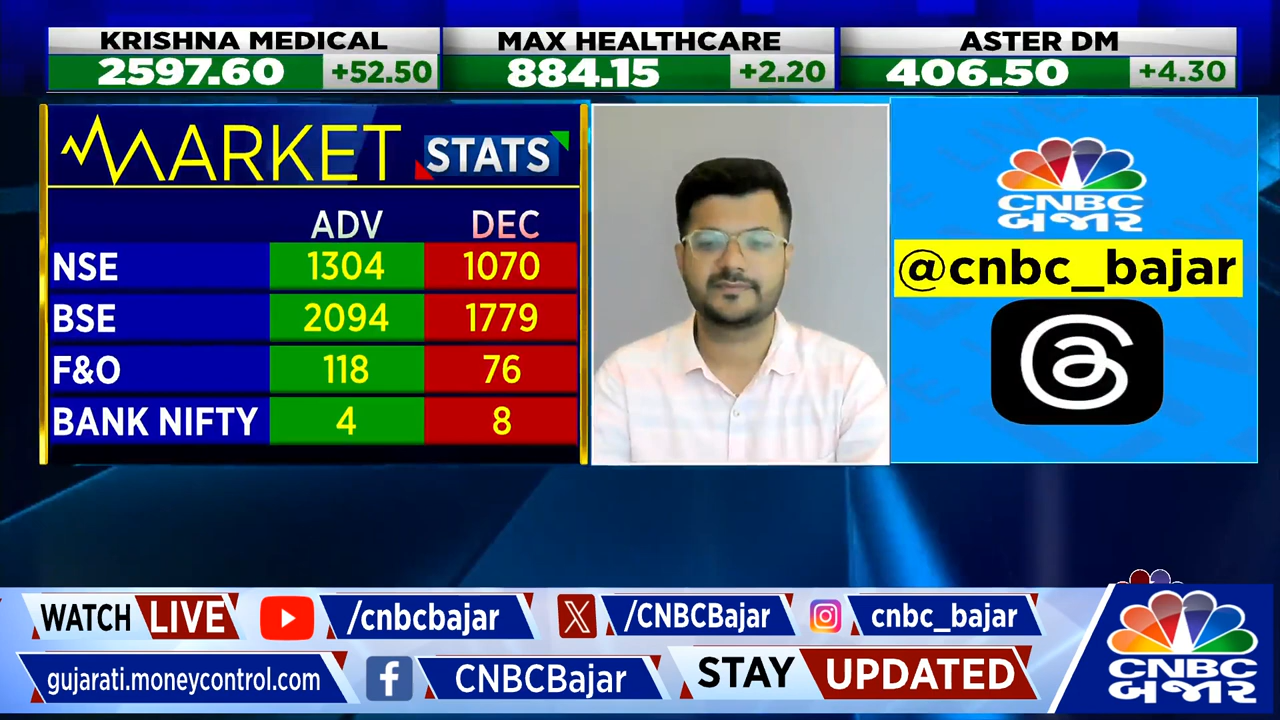 KRISHNA MEDICAL
2597.60 +52.50
MAX HEALTHCARE
884.15 +2.20
ASTER DM
406.50 +4.30
MARKET STATS
ADV DEC
NSE 1304 1070
BSE 2094 1779
F&O 118 76
BANK NIFTY 4 8
CNBC
બજાર
@cnbc_bajar
WATCH LIVE /cnbcbajar /CNBCBajar cnbc_bajar
gujarati.moneycontrol.com CNBCBajar STAY UPDATED
CNBC
બજાર